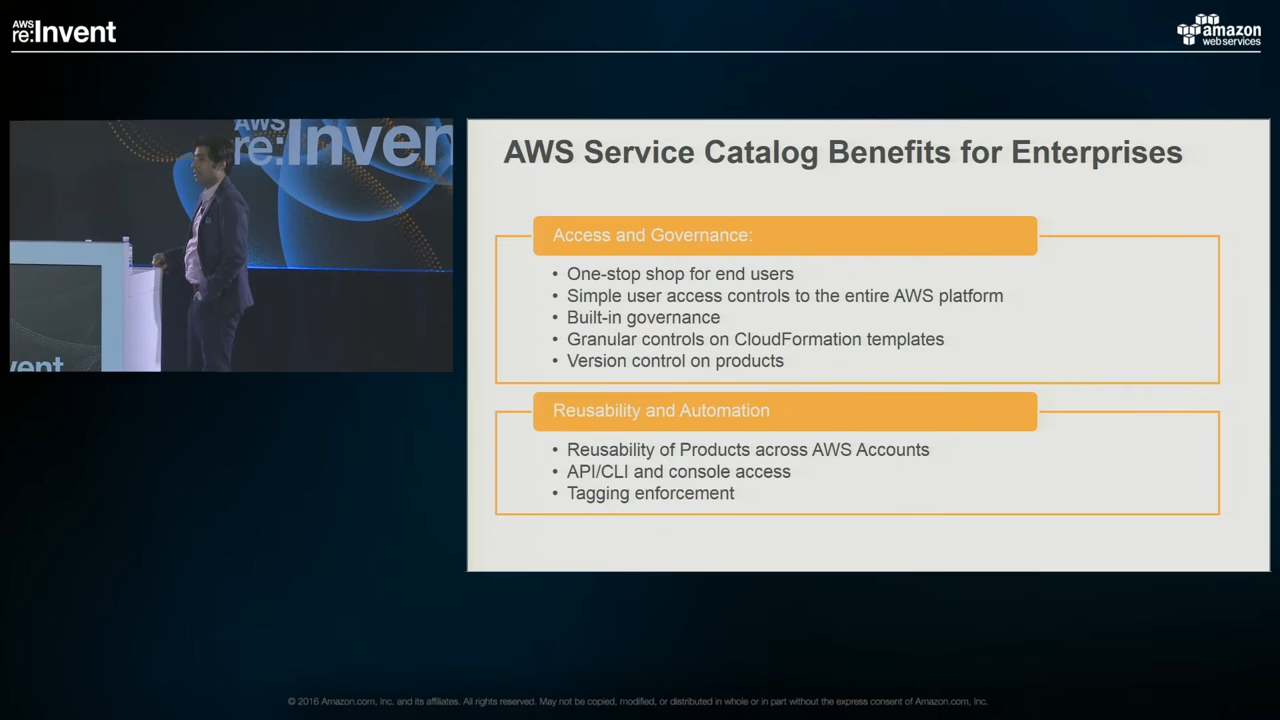 AWS
re:Invent
amazon
web services
AWS
re:Inven
vent
AWS Service Catalog Benefits for Enterprises
Access and Governance:
• One-stop shop for end users
• Simple user access controls to the entire AWS platform
• Built-in governance
• Granular controls on CloudFormation templates
• Version control on products
Reusability and Automation
• Reusability of Products across AWS Accounts
• API/CLI and console access
• Tagging enforcement
© 2016 Amazon.com, Inc. and its affiliates. All rights reserved. May not be copied, modified, or distributed in whole or in part without the express consent of Amazon.com, Inc.